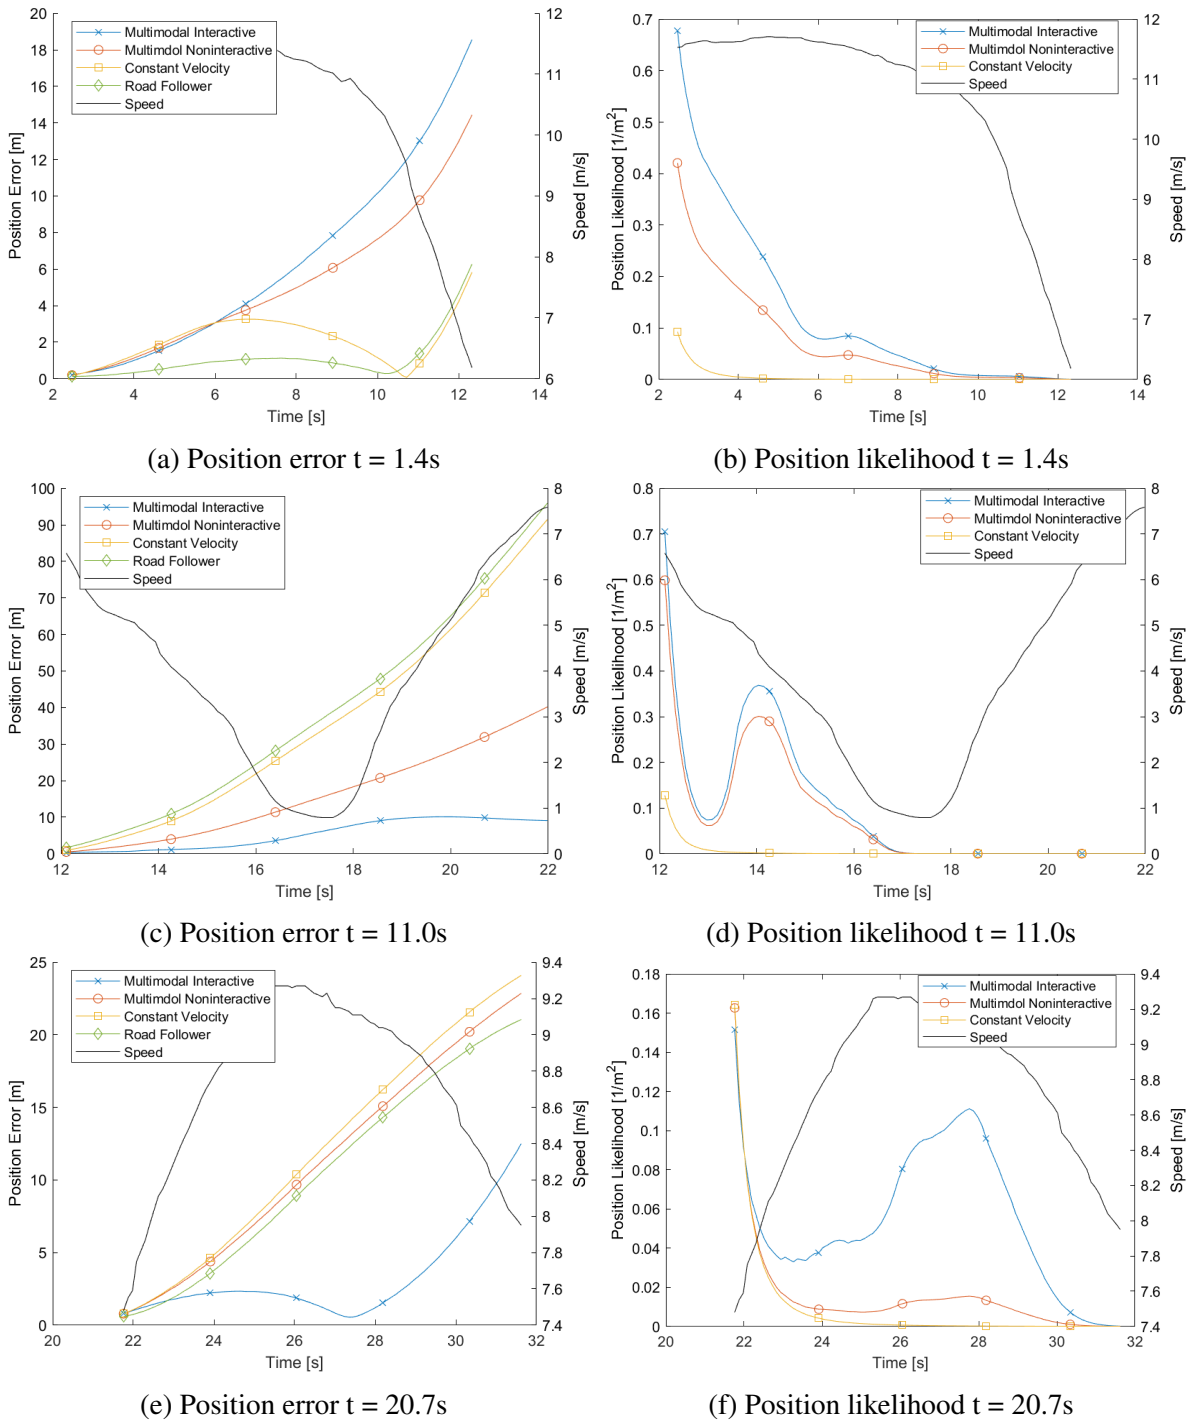 Multimodal Interactive
Multimdol Noninteractive
Constant Velocity
Road Follower
Speed
Position Error [m]
0 2 4 6 8 10 12 14 16 18 20
Speed [m/s]
6 7 8 9 10 11 12
2 4 6 8 10 12 14
Time [s]
(a) Position error t = 1.4s
Multimodal Interactive
Multimdol Noninteractive
Constant Velocity
Speed
Position Likelihood [1/m²]
0 0.1 0.2 0.3 0.4 0.5 0.6 0.7
Speed [m/s]
6 7 8 9 10 11 12
2 4 6 8 10 12 14
Time [s]
(b) Position likelihood t = 1.4s
Multimodal Interactive
Multimdol Noninteractive
Constant Velocity
Road Follower
Speed
Position Error [m]
0 10 20 30 40 50 60 70 80 90 100
Speed [m/s]
0 1 2 3 4 5 6 7 8
12 14 16 18 20 22
Time [s]
(c) Position error t = 11.0s
Multimodal Interactive
Multimdol Noninteractive
Constant Velocity
Speed
Position Likelihood [1/m²]
0 0.1 0.2 0.3 0.4 0.5 0.6 0.7 0.8
Speed [m/s]
0 1 2 3 4 5 6 7 8
12 14 16 18 20 22
Time [s]
(d) Position likelihood t = 11.0s
Multimodal Interactive
Multimdol Noninteractive
Constant Velocity
Road Follower
Speed
Position Error [m]
0 5 10 15 20 25
Speed [m/s]
7.4 7.6 7.8 8 8.2 8.4 8.6 8.8 9 9.2 9.4
20 22 24 26 28 30 32
Time [s]
(e) Position error t = 20.7s
Multimodal Interactive
Multimdol Noninteractive
Constant Velocity
Speed
Position Likelihood [1/m²]
0 0.02 0.04 0.06 0.08 0.1 0.12 0.14 0.16 0.18
Speed [m/s]
7.4 7.6 7.8 8 8.2 8.4 8.6 8.8 9 9.2 9.4
20 22 24 26 28 30 32
Time [s]
(f) Position likelihood t = 20.7s